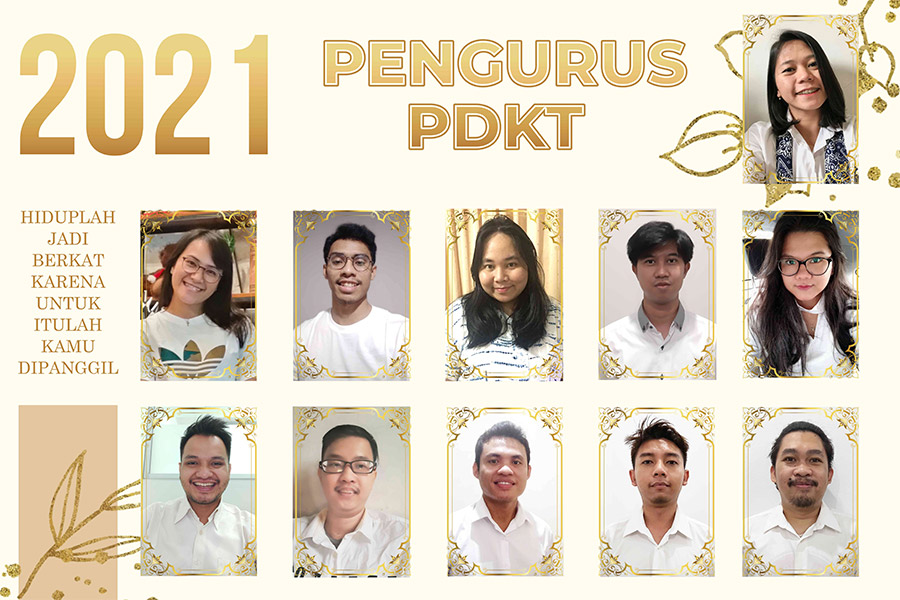 2021
PENGURUS
PDKT
HIDUPLAH
JADI
BERKAT
KARENA
UNTUK
ITULAH
KAMU
DIPANGGIL